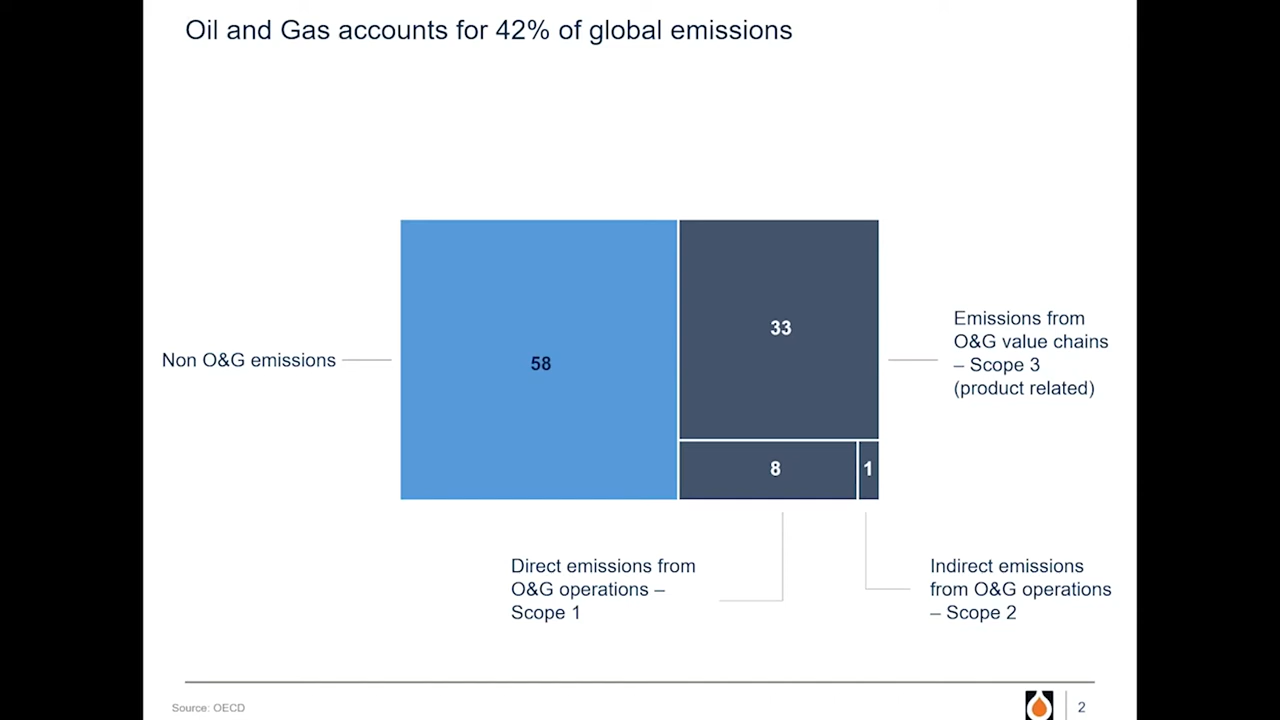 Oil and Gas accounts for 42% of global emissions
Non O&G emissions
58
33
Emissions from
O&G value chains
– Scope 3
(product related)
8
1
Direct emissions from
O&G operations –
Scope 1
Indirect emissions
from O&G operations
– Scope 2
Source: OECD
2